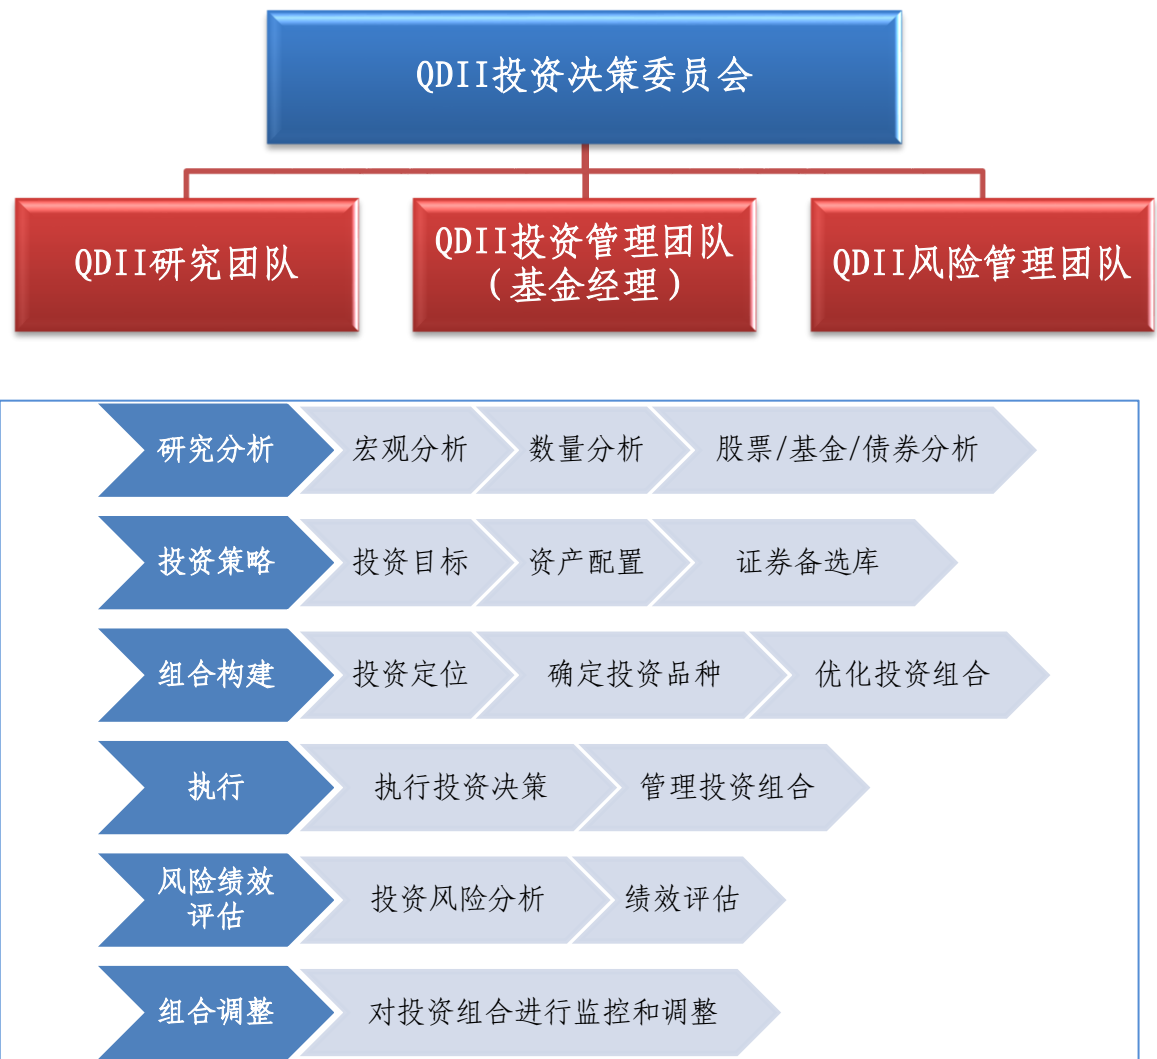 QDII投资决策委员会
QDII研究团队
QDII投资管理团队
（基金经理）
QDII风险管理团队
研究分析 宏观分析 数量分析 股票/基金/债券分析
投资策略 投资目标 资产配置 证券备选库
组合构建 投资定位 确定投资品种 优化投资组合
执行 执行投资决策 管理投资组合
风险绩效
评估
投资风险分析 绩效评估
组合调整 对投资组合进行监控和调整